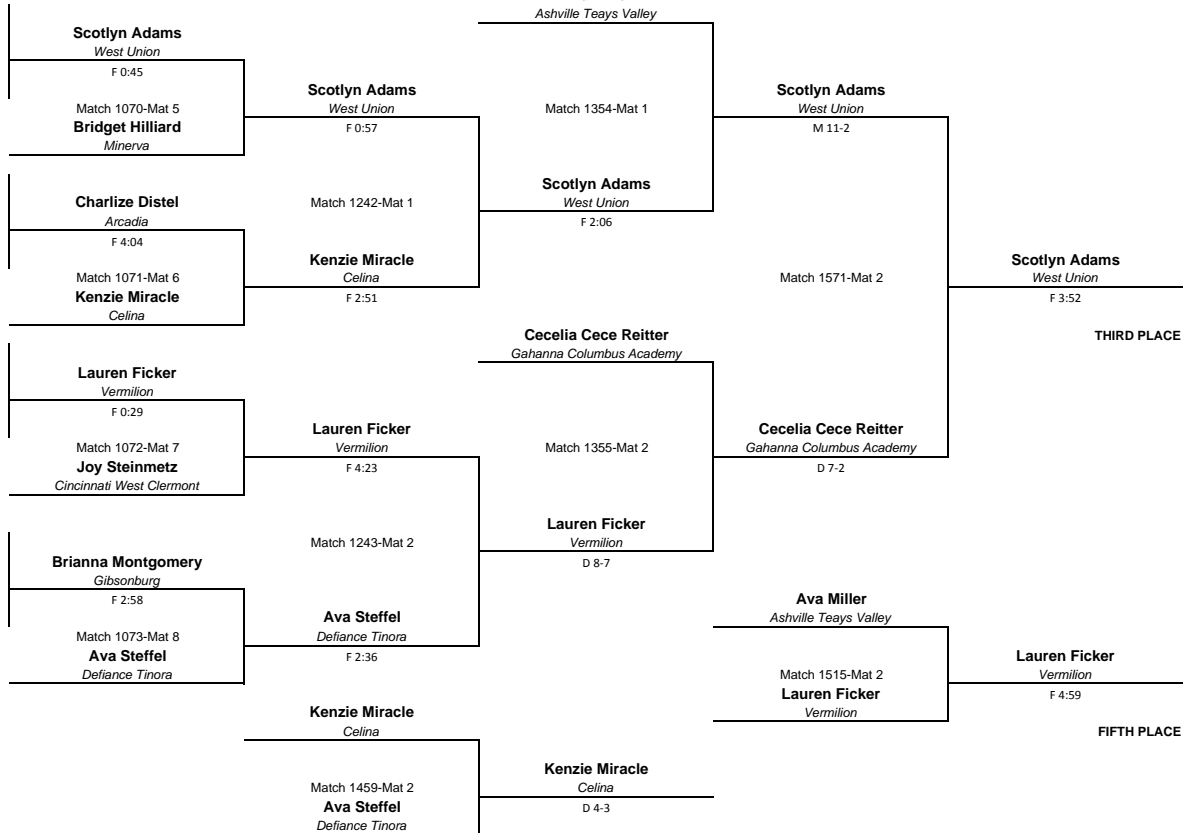 Ashville Teays Valley
Scotlyn Adams
West Union
F 0:45
Match 1070-Mat 5
Bridget Hilliard
Minerva
Scotlyn Adams
West Union
F 0:57
Match 1354-Mat 1
Scotlyn Adams
West Union
M 11-2
Charlize Distel
Arcadia
F 4:04
Match 1071-Mat 6
Kenzie Miracle
Celina
Match 1242-Mat 1
Kenzie Miracle
Celina
F 2:51
Scotlyn Adams
West Union
F 2:06
Match 1571-Mat 2
Scotlyn Adams
West Union
F 3:52
THIRD PLACE
Cecelia Cece Reitter
Gahanna Columbus Academy
Lauren Ficker
Vermilion
F 0:29
Match 1072-Mat 7
Joy Steinmetz
Cincinnati West Clermont
Lauren Ficker
Vermilion
F 4:23
Match 1355-Mat 2
Cecelia Cece Reitter
Gahanna Columbus Academy
D 7-2
Brianna Montgomery
Gibsonburg
F 2:58
Match 1073-Mat 8
Ava Steffel
Defiance Tinora
Match 1243-Mat 2
Ava Steffel
Defiance Tinora
F 2:36
Lauren Ficker
Vermilion
D 8-7
Ava Miller
Ashville Teays Valley
Match 1515-Mat 2
Lauren Ficker
Vermilion
Lauren Ficker
Vermilion
F 4:59
FIFTH PLACE
Kenzie Miracle
Celina
Match 1459-Mat 2
Ava Steffel
Defiance Tinora
Kenzie Miracle
Celina
D 4-3